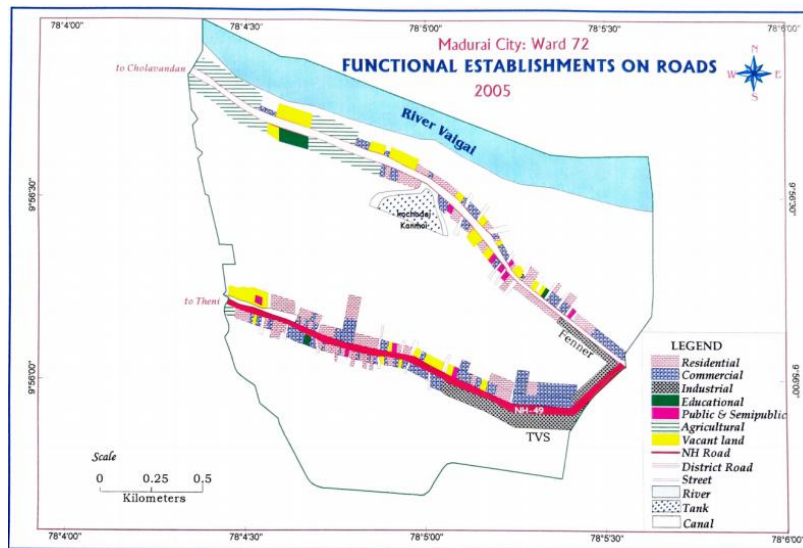 78°4'00"
78°4'30"
78°5'00"
78°5'30"
78°6'00"
Madurai City: Ward 72
FUNCTIONAL ESTABLISHMENTS ON ROADS
2005
N
W
E
S
to Cholavandan
River Vaigai
9°56'30"
9°56'30"
Kanmoi
to Theni
Fenner
9°56'00"
9°56'00"
NH-49
TVS
LEGEND
Residential
Commercial
Industrial
Educational
Public & Semipublic
Agricultural
Vacant land
NH Road
District Road
Street
River
Tank
Canal
Scale
0 0.25 0.5
Kilometers
78°4'00"
78°4'30"
78°5'00"
78°5'30"
78°6'00"